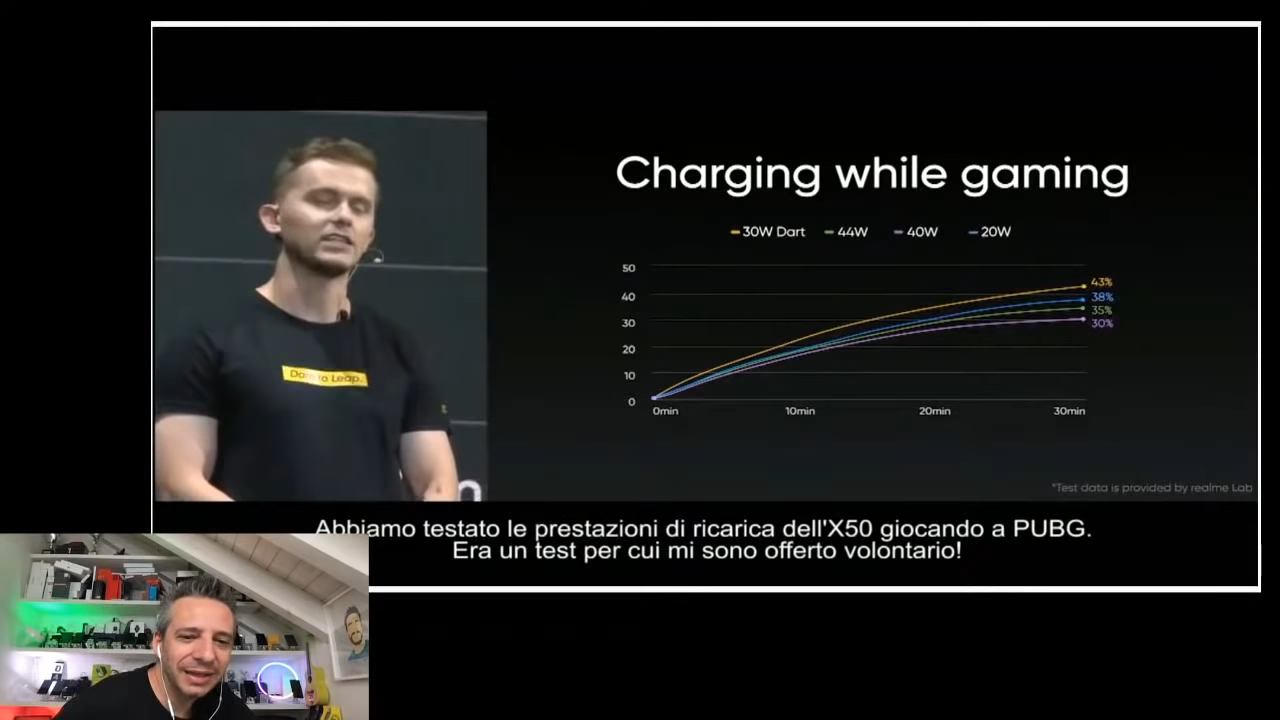 Charging while gaming
30W Dart 44W 40W 20W
50
40
30
20
10
0
0min 10min 20min 30min
43%
38%
35%
30%
*Test data is provided by realme Lab
Dare to Leap.
Abbiamo testato le prestazioni di ricarica dell'X50 giocando a PUBG.
Era un test per cui mi sono offerto volontario!